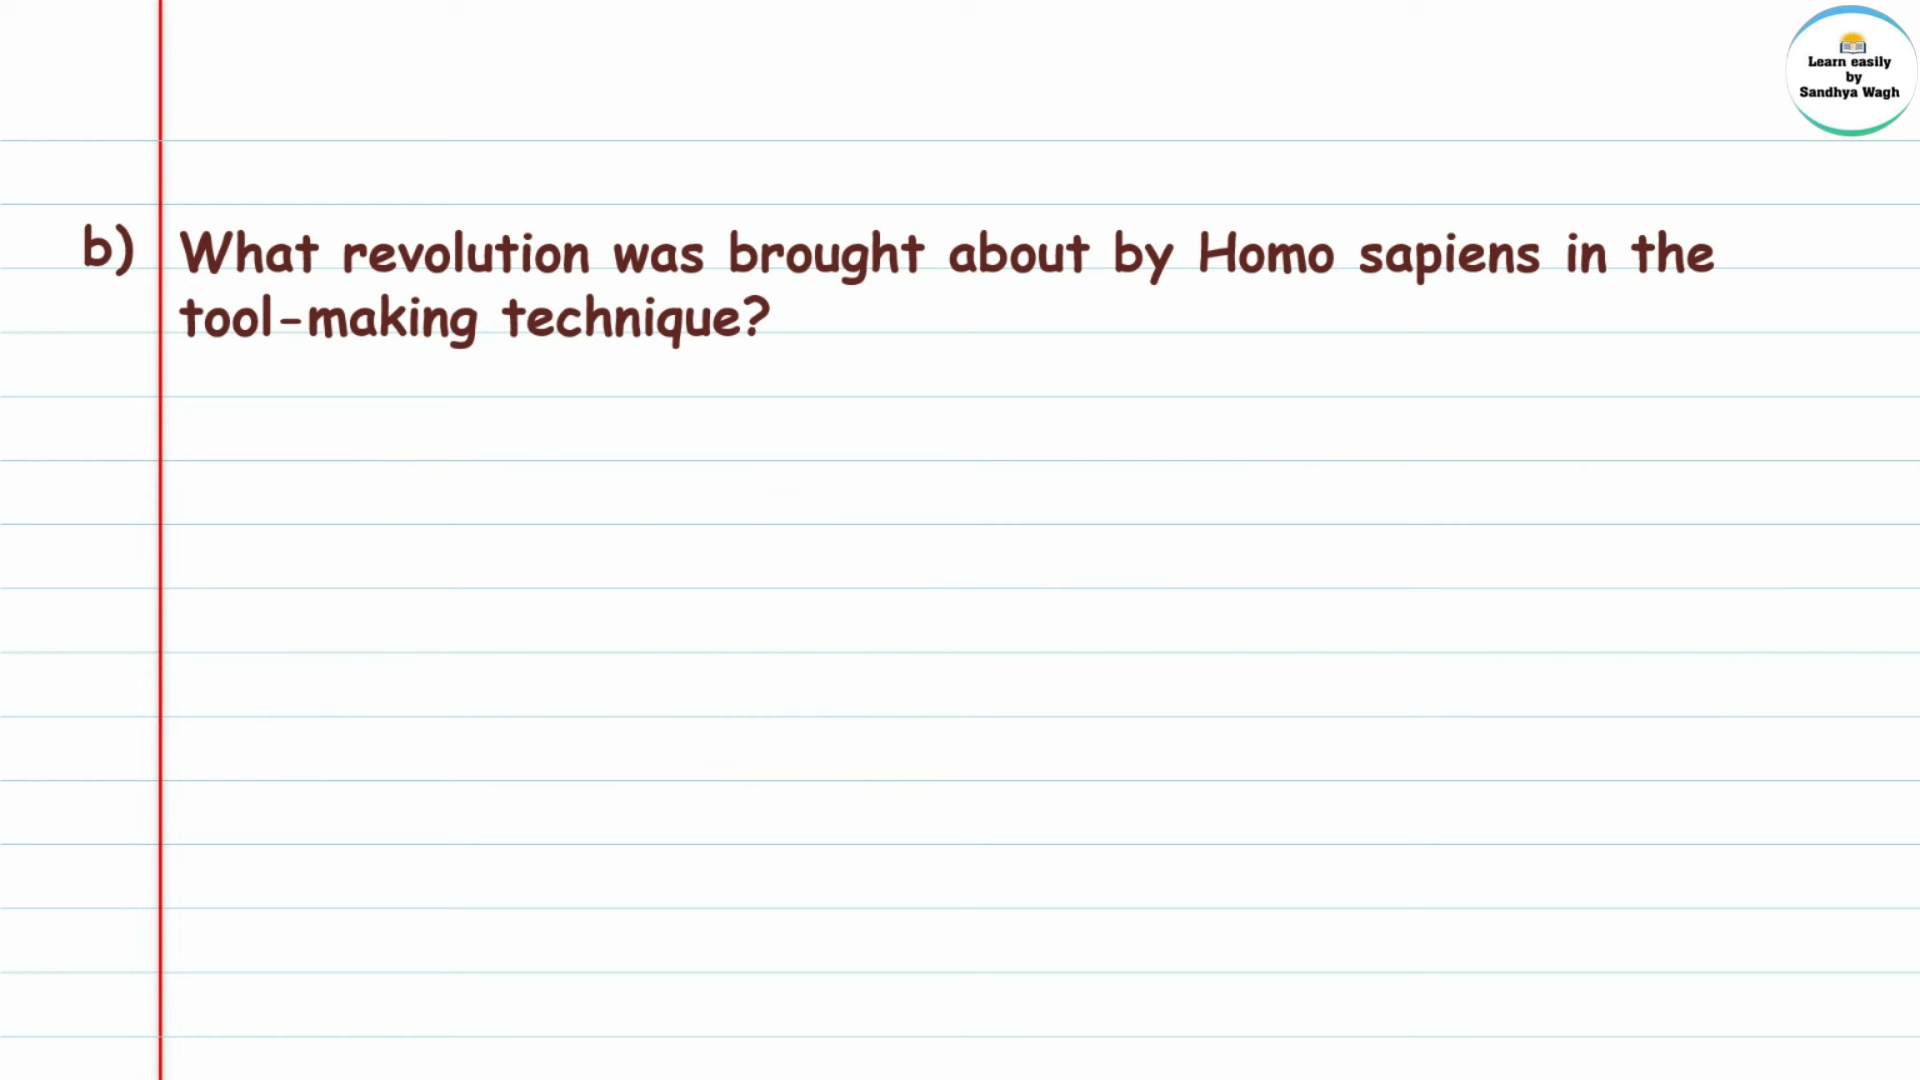 Learn easily
by
Sandhya Wagh
b) What revolution was brought about by Homo sapiens in the
tool-making technique?